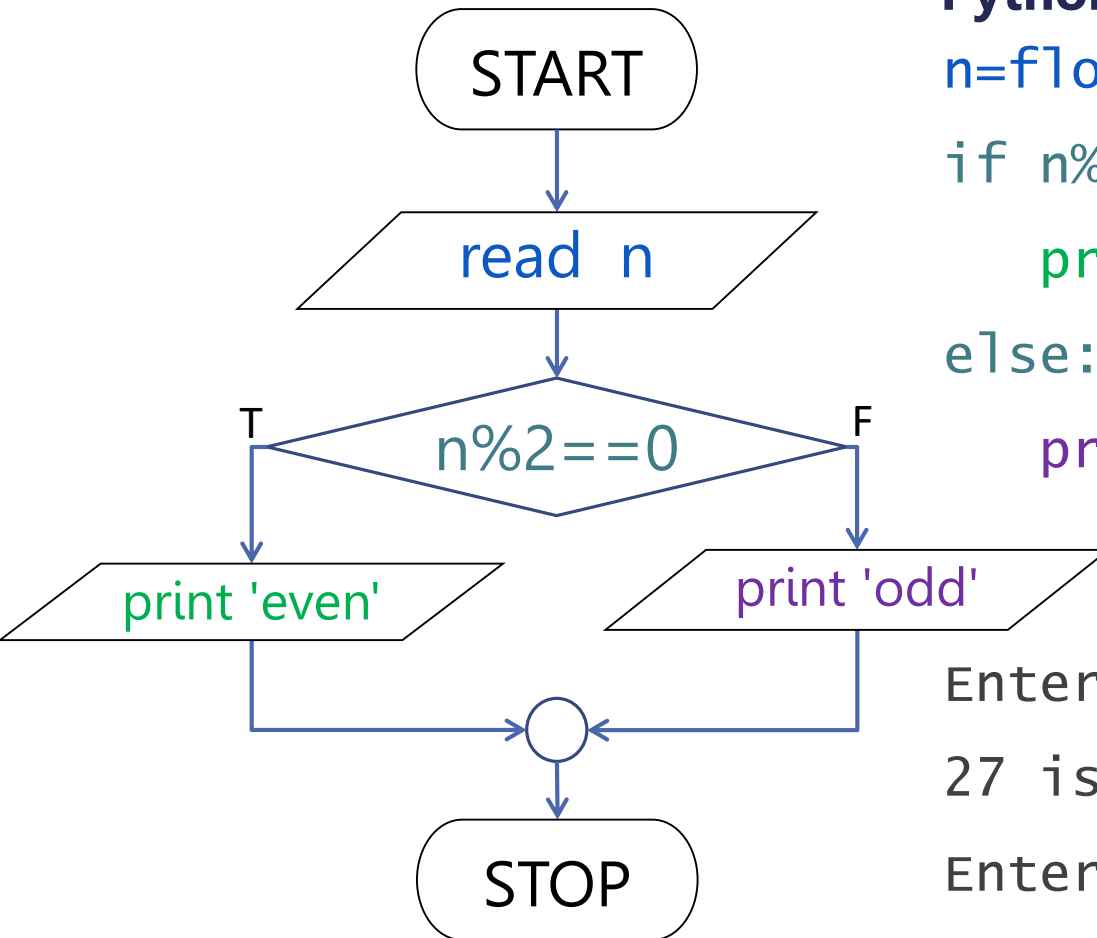 START
read n
n%2==0
T
F
print 'even'
print 'odd'
STOP
n=flo
if n%
pr
else:
pr
Enter
27 is
Enter